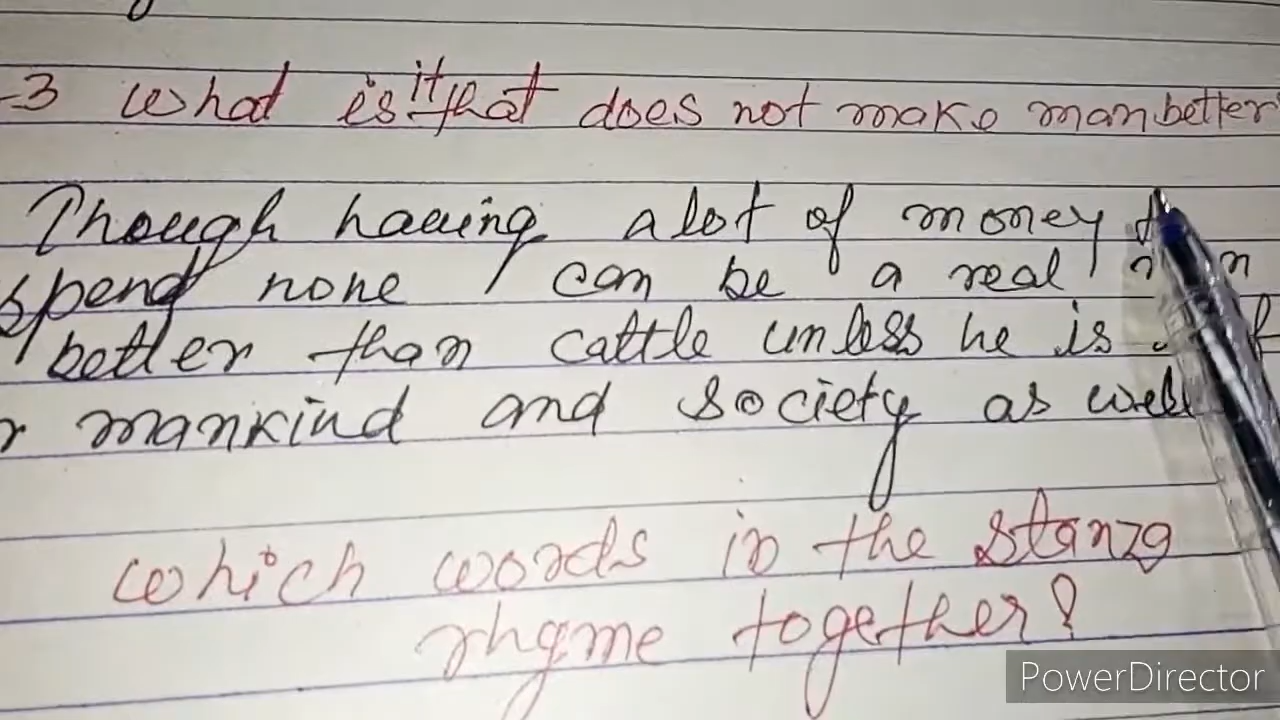 -3 What is it that does not make man better
Though having a lot of money
spend none can be a real
better than cattle unless he is
mankind and society as well
which words in the stanza
rhyme together?
PowerDirector